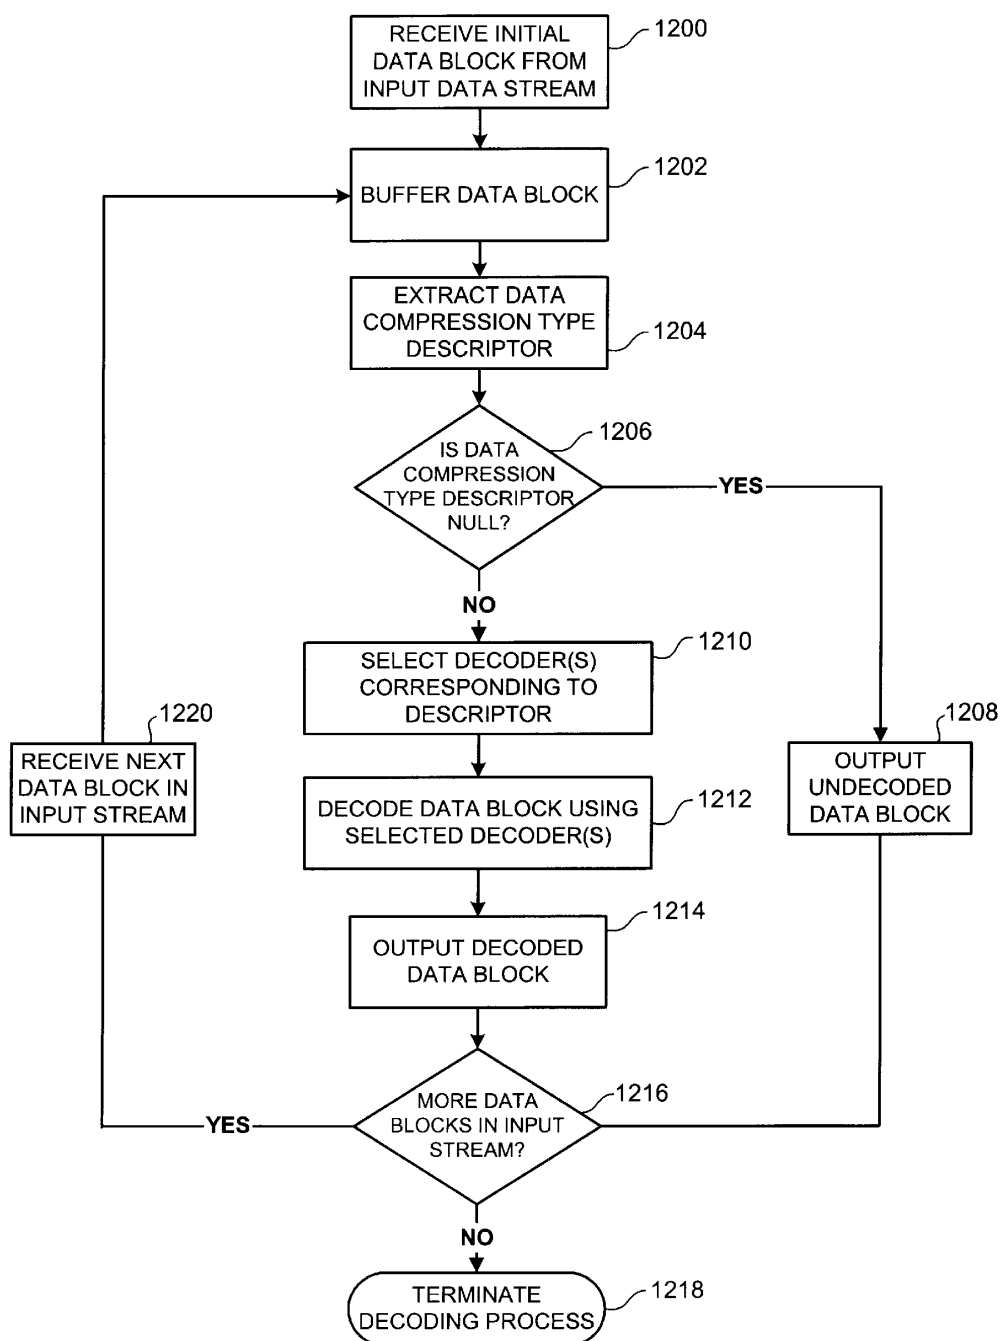 RECEIVE INITIAL
DATA BLOCK FROM
INPUT DATA STREAM
1200
BUFFER DATA BLOCK
1202
EXTRACT DATA
COMPRESSION TYPE
DESCRIPTOR
1204
IS DATA
COMPRESSION
TYPE DESCRIPTOR
NULL?
1206
YES
NO
SELECT DECODER(S)
CORRESPONDING TO
DESCRIPTOR
1210
1220
RECEIVE NEXT
DATA BLOCK IN
INPUT STREAM
1208
OUTPUT
UNDECODED
DATA BLOCK
DECODE DATA BLOCK USING
SELECTED DECODER(S)
1212
OUTPUT DECODED
DATA BLOCK
1214
MORE DATA
BLOCKS IN INPUT
STREAM?
1216
YES
NO
TERMINATE
DECODING PROCESS
1218